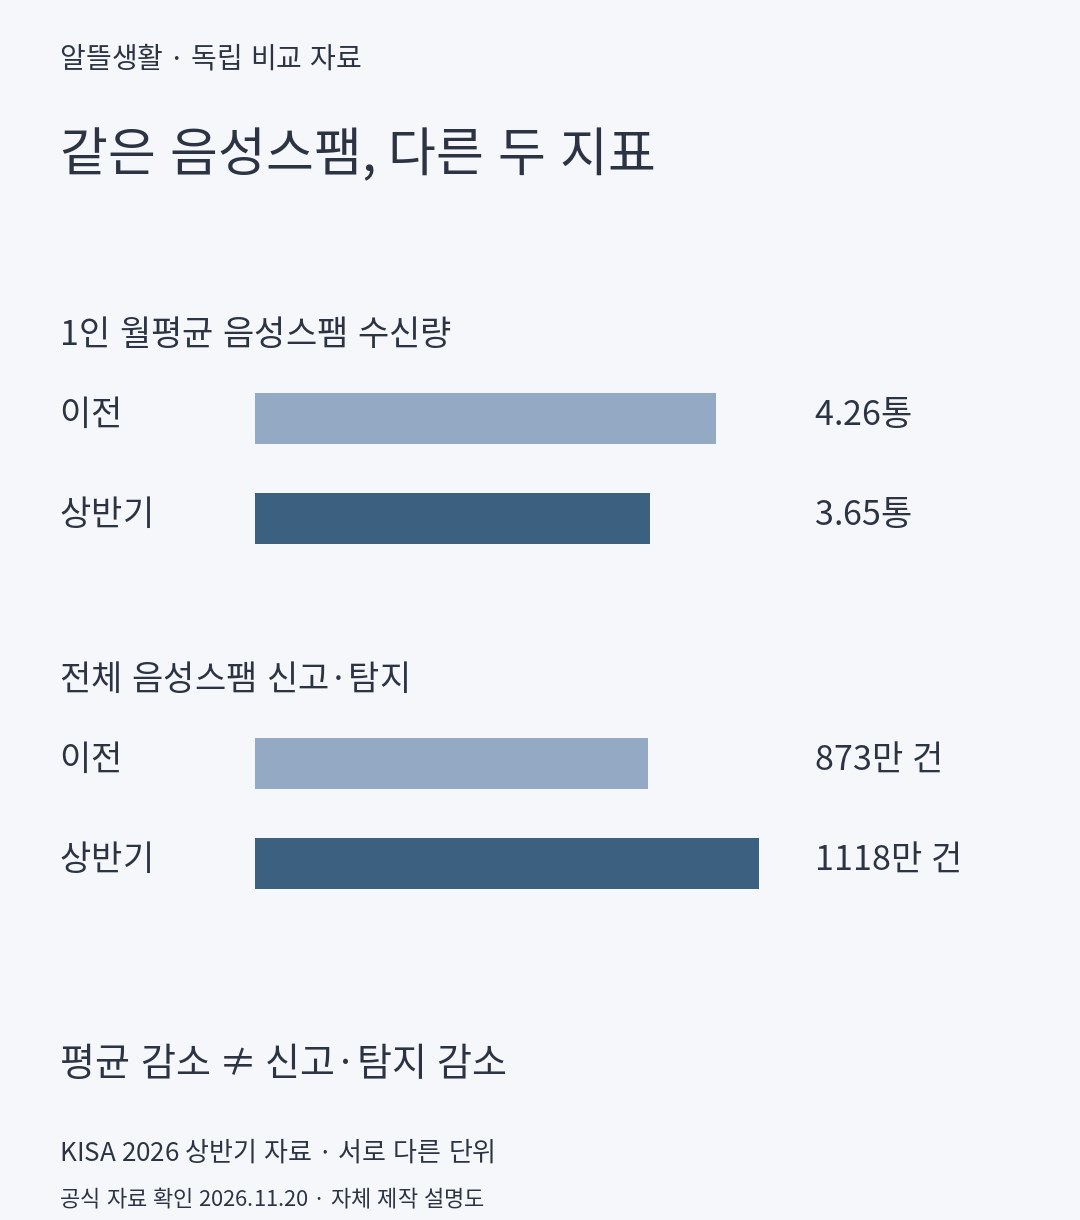 알뜰생활 · 독립 비교 자료
같은 음성스팸, 다른 두 지표
1인 월평균 음성스팸 수신량
이전 4.26통
상반기 3.65통
전체 음성스팸 신고·탐지
이전 873만 건
상반기 1118만 건
평균 감소 ≠ 신고·탐지 감소
KISA 2026 상반기 자료 · 서로 다른 단위
공식 자료 확인 2026.11.20 · 자체 제작 설명도